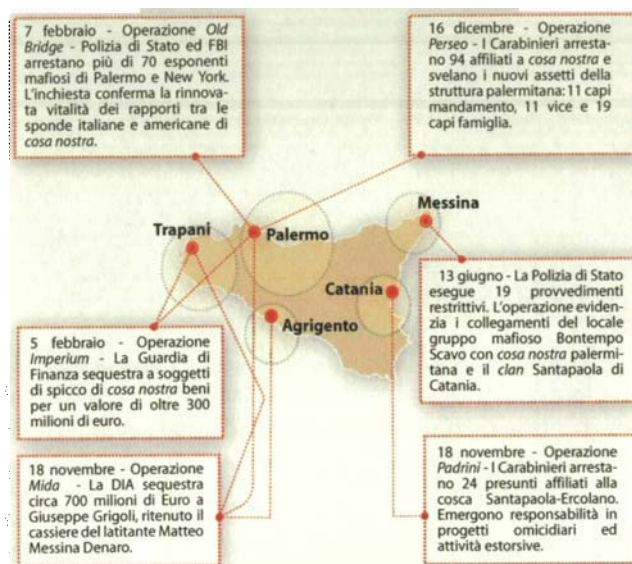 7 febbraio - Operazione Old
Bridge - Polizia di Stato ed FBI
arrestano più di 70 esponenti
mafiosi di Palermo e New York.
L'inchiesta conferma la rinnova-
ta vitalità dei rapporti tra le
sponde italiane e americane di
cosa nostra.
16 dicembre - Operazione
Perseo - I Carabinieri arresta-
no 94 affiliati a cosa nostra e
svelano i nuovi assetti della
struttura palermitana: 11 capi
mandamento, 11 vice e 19
capi famiglia.
Messina
Trapani
Palermo
Catania
Agrigento
13 giugno - La Polizia di Stato
esegue 19 provvedimenti
restrittivi. L'operazione eviden-
zia i collegamenti del locale
gruppo mafioso Bontempo
Scavo con cosa nostra palermi-
tana e il clan Santapaola di
Catania.
5 febbraio - Operazione
Imperium - La Guardia di
Finanza sequestra a soggetti
di spicco di cosa nostra beni
per un valore di oltre 300
milioni di euro.
18 novembre - Operazione
Mida - La DIA sequestra
circa 700 milioni di Euro a
Giuseppe Grigoli, ritenuto il
cassiere del latitante Matteo
Messina Denaro.
18 novembre - Operazione
Padrini - I Carabinieri arresta-
no 24 presunti affiliati alla
cosca Santapaola-Ercolano.
Emergono responsabilità in
progetti omicidiari ed
attività estorsive.